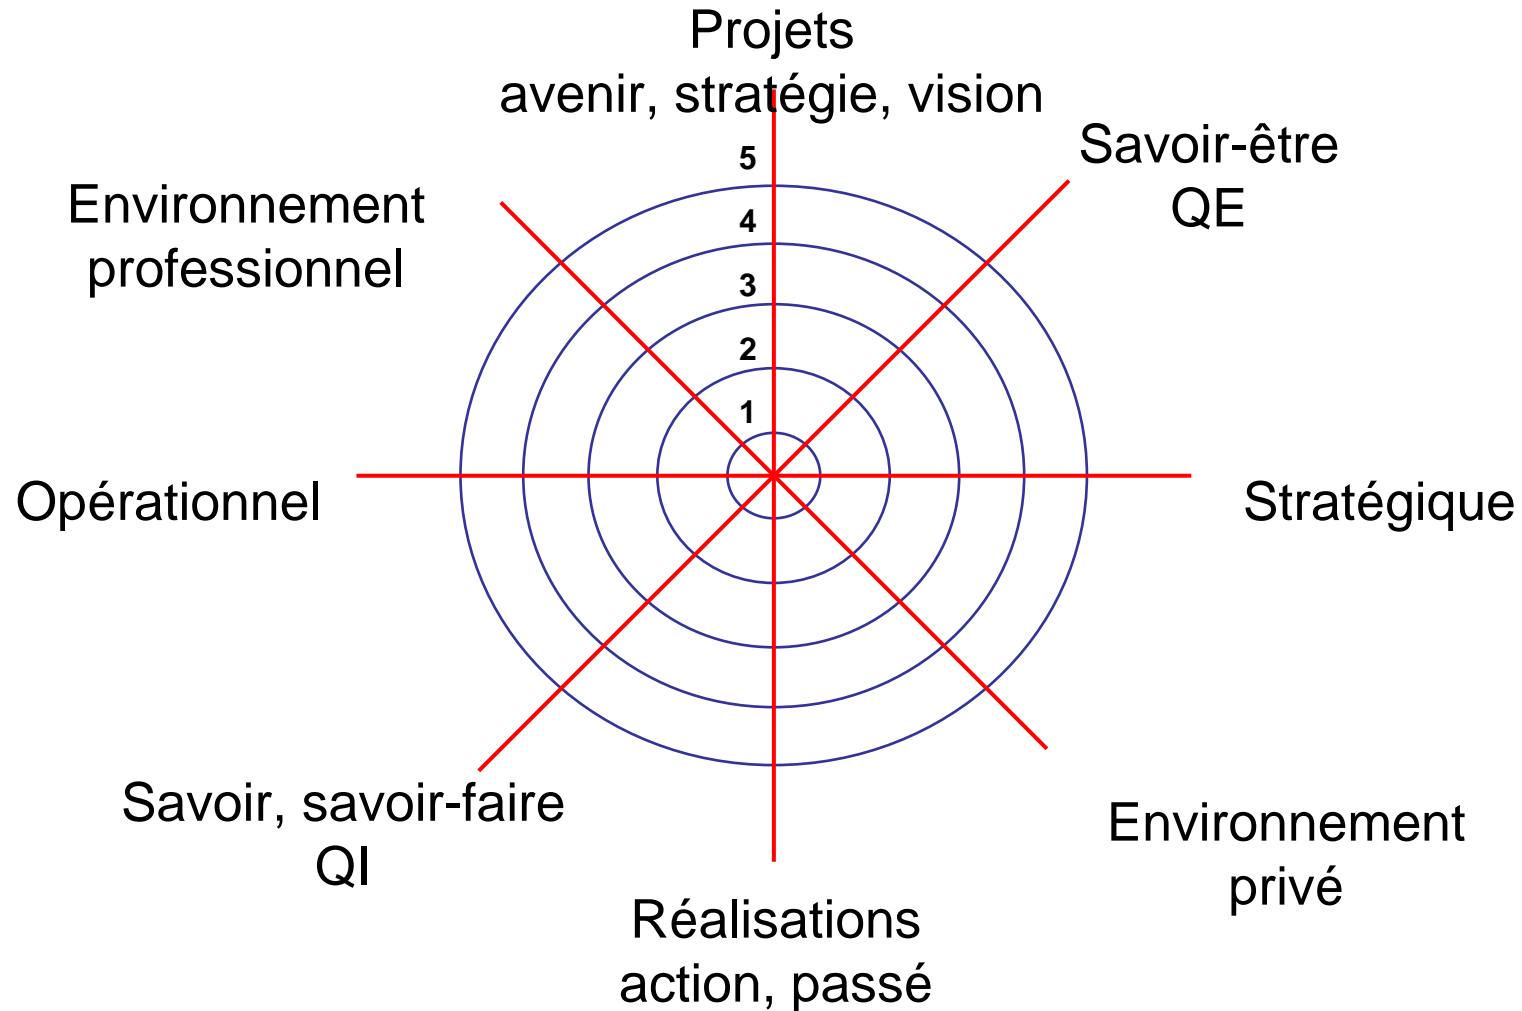 Projets
avenir, stratégie, vision
Savoir-être
QE
5
Environnement
professionnel
4
3
2
1
Opérationnel
Stratégique
Savoir, savoir-faire
QI
Environnement
privé
Réalisations
action, passé